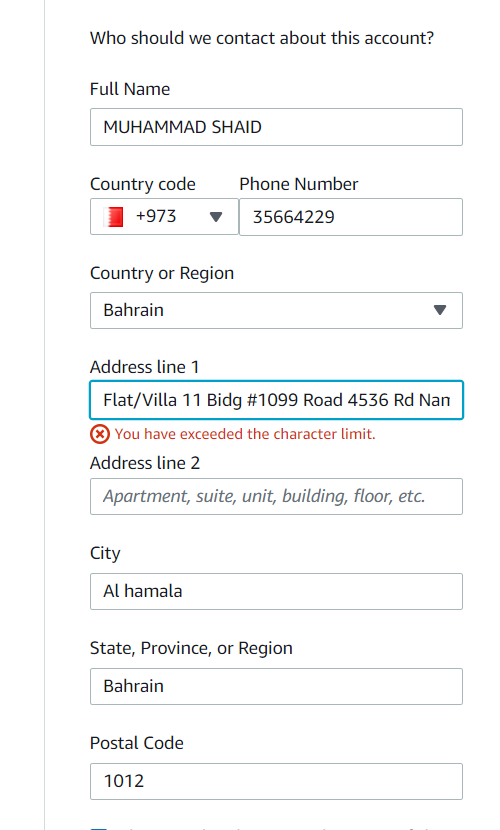 Who should we contact about this account?
Full Name
MUHAMMAD SHAID
Country code Phone Number
+973 35664229
Country or Region
Bahrain
Address line 1
Flat/Villa 11 Bidg #1099 Road 4536 Rd Nan
You have exceeded the character limit.
Address line 2
Apartment, suite, unit, building, floor, etc.
City
Al hamala
State, Province, or Region
Bahrain
Postal Code
1012